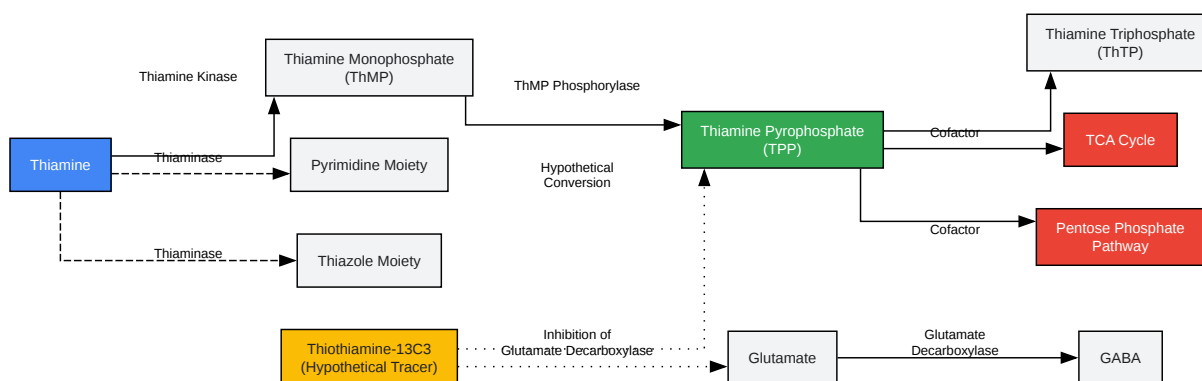 Thiamine Triphosphate
(ThTP)
Thiamine Monophosphate
(ThMP)
Thiamine Kinase
ThMP Phosphorylase
Thiamine Pyrophosphate
(TPP)
Cofactor
TCA Cycle
Thiamine
Thiaminase
Pyrimidine Moiety
Hypothetical
Conversion
Cofactor
Pentose Phosphate
Pathway
Thiaminase
Thiazole Moiety
Thiothiamine-13C3
(Hypothetical Tracer)
Inhibition of
Glutamate Decarboxylase
Glutamate
Glutamate
Decarboxylase
GABA